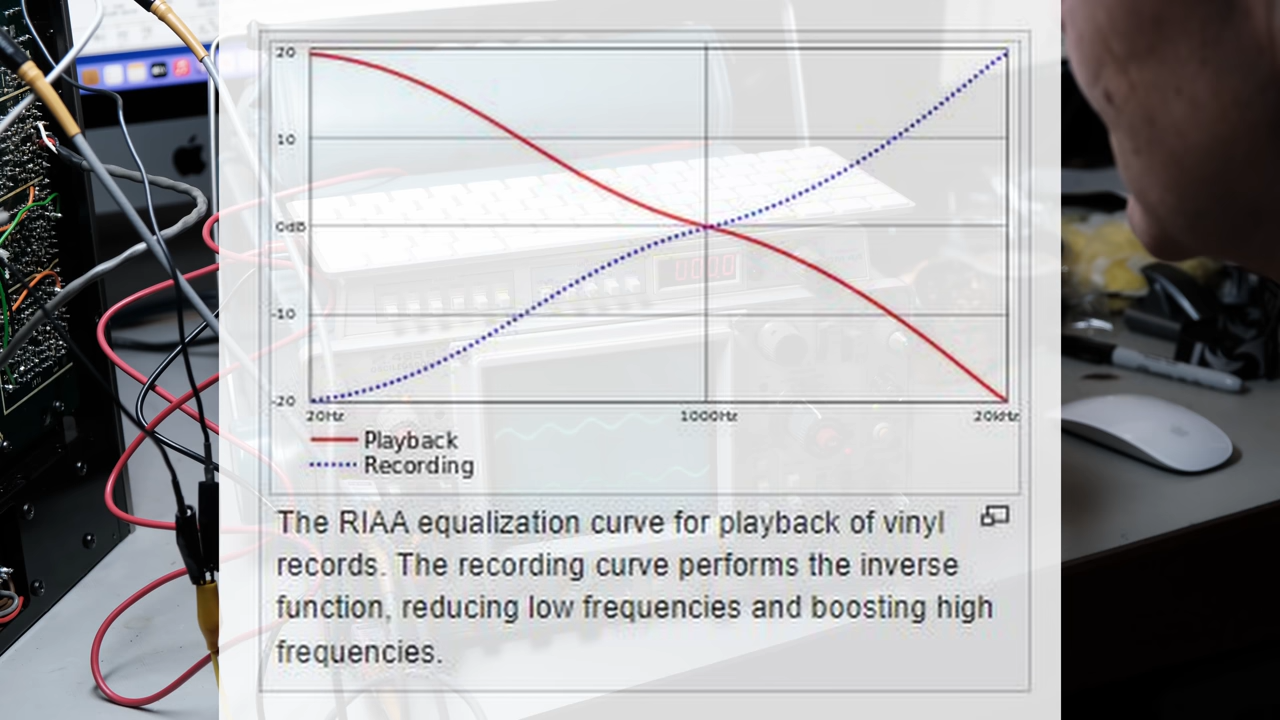 20
10
0dB
-10
-20
20Hz 1000Hz 20kHz
Playback
Recording
The RIAA equalization curve for playback of vinyl
records. The recording curve performs the inverse
function, reducing low frequencies and boosting high
frequencies.